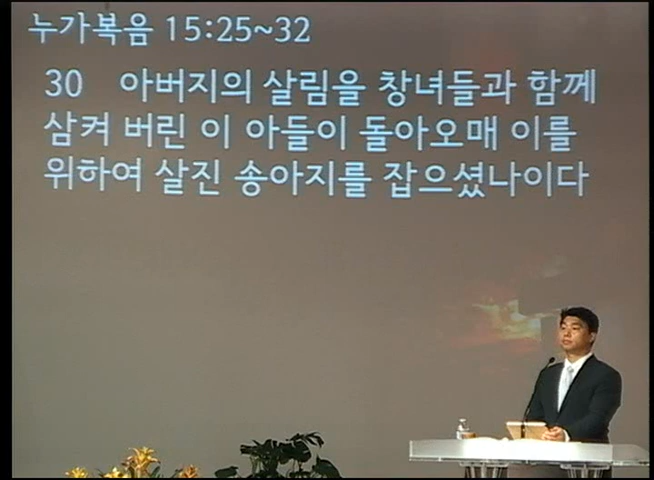 누가복음 15:25~32
30 아버지의 살림을 창녀들과 함께
삼켜 버린 이 아들이 돌아오매 이를
위하여 살진 송아지를 잡으셨나이다